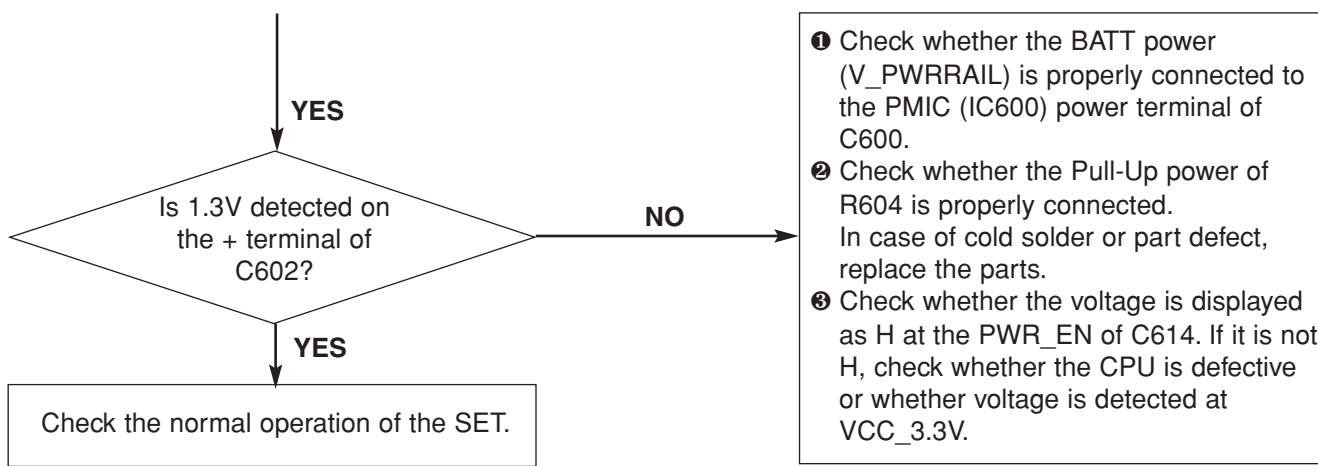 YES
Is 1.3V detected on
the + terminal of
C602?
NO
YES
Check the normal operation of the SET.
❶ Check whether the BATT power
(V_PWRRAIL) is properly connected to
the PMIC (IC600) power terminal of
C600.
❷ Check whether the Pull-Up power of
R604 is properly connected.
In case of cold solder or part defect,
replace the parts.
❸ Check whether the voltage is displayed
as H at the PWR_EN of C614. If it is not
H, check whether the CPU is defective
or whether voltage is detected at
VCC_3.3V.